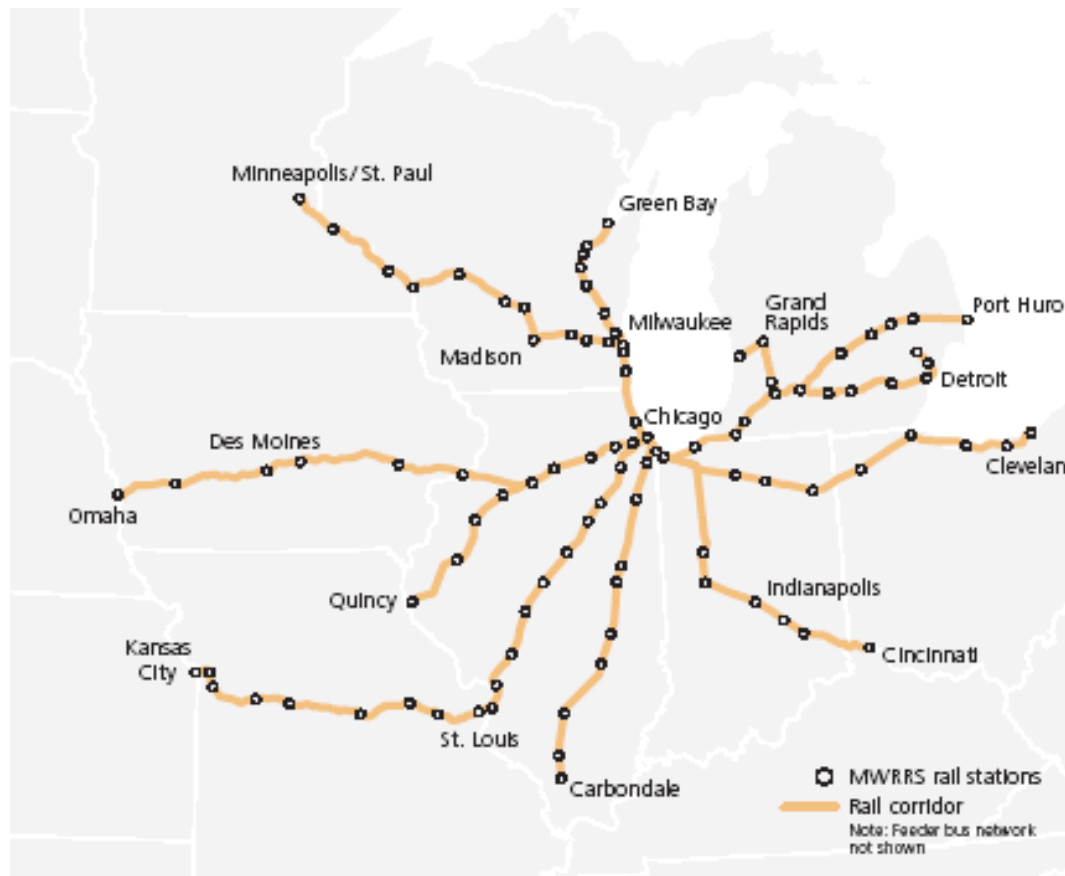 Minneapolis/St. Paul
Green Bay
Grand
Rapids
Port Huro
Milwaukee
Madison
Detroit
Chicago
Des Moines
Clevelan
Omaha
Indianapolis
Quincy
Kansas
City
Cincinnati
St. Louis
MWRRS rail stations
Carbondale
Rail corridor
Note: Feeder bus network
not shown